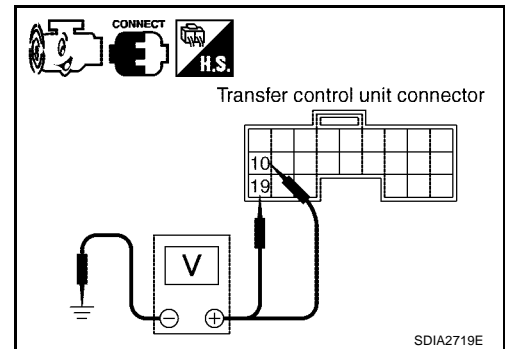 CONNECT
H.S.
Transfer control unit connector
10
19
V
− +
SDIA2719E